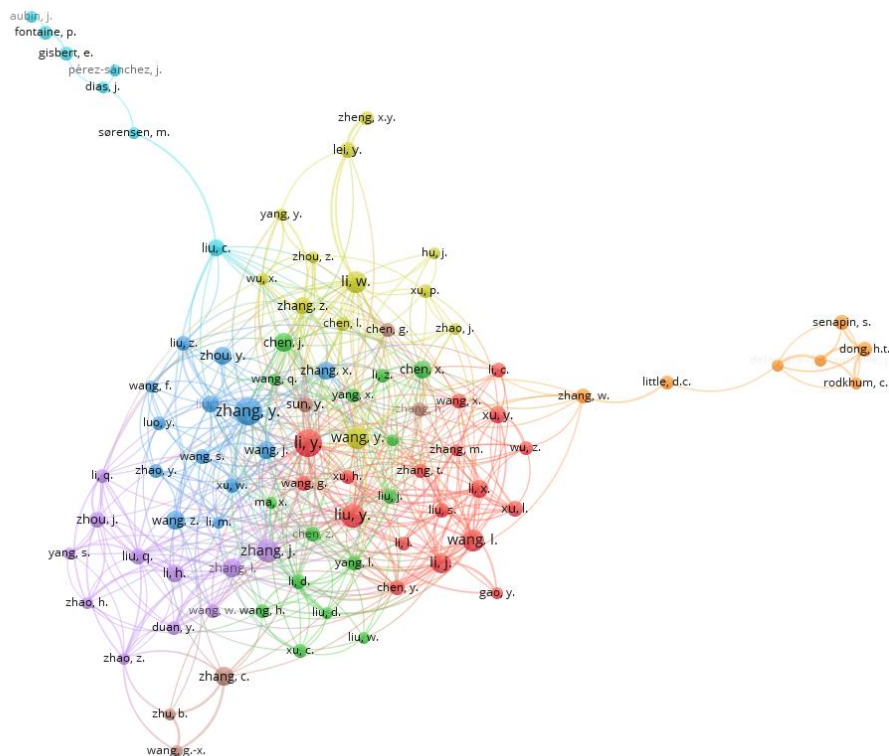 aubin, j.
fontaine, p.
gisbert, e.
pérez-sánchez, j.
dias, j.
sørensen, m.
zheng, x.y.
lei, y.
yang, y.
liu, c.
zhou, z.
hu, j.
wu, x.
li, w.
xu, p.
zhang, z.
chen, l.
chen, g.
zhao, j.
senapin, s.
liu, z.
chen, j.
dong, h.t.
zhou, y.
zhang, x.
li, z.
chen, x.
li, c.
wang, f.
wang, q.
yang, x.
zhang, w.
little, d.c.
rodkhum, c.
zhang, y.
sun, y.
zhang, h.
wang, x.
xu, y.
luo, y.
li, y.
wang, y.
wang, s.
wang, j.
zhang, m.
wu, z.
li, q.
zhao, y.
xu, w.
wang, g.
xu, h.
zhang, t.
ma, x.
liu, j.
li, x.
zhou, j.
wang, z.
li, m.
liu, y.
liu, s.
xu, l.
chen, z.
yang, s.
liu, q.
zhang, j.
li, l.
wang, l.
li, h.
zhang, l.
yang, l.
li, j.
li, d.
chen, y.
gao, y.
zhao, h.
wang, w.
wang, h.
liu, d.
duan, y.
liu, w.
zhao, z.
xu, c.
zhang, c.
zhu, b.
wang, g.-x.